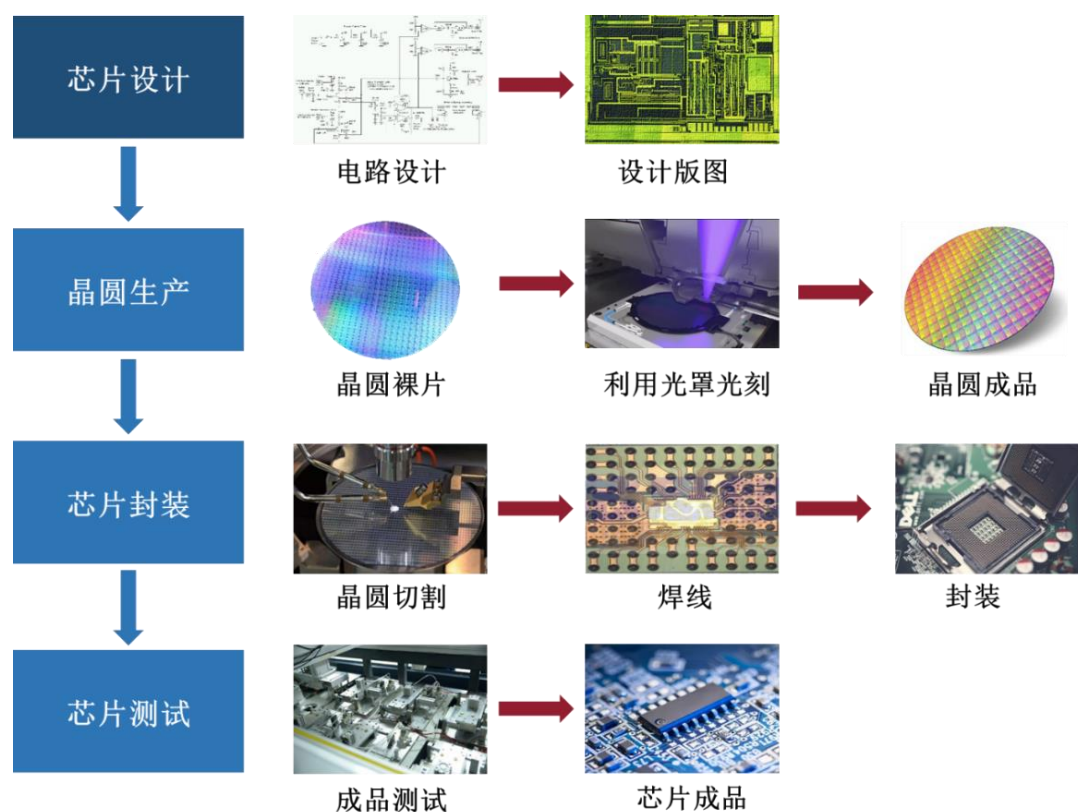 芯片设计
电路设计
设计版图
晶圆生产
晶圆裸片
利用光罩光刻
晶圆成品
芯片封装
DELL
晶圆切割
焊线
封装
芯片测试
成品测试
芯片成品